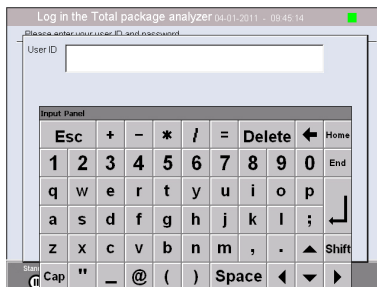 Log in the Total package analyzer 04-01-2011 - 09:45:14
Please enter your user ID and password
User ID
Input Panel
Esc + - * / = Delete Home
1 2 3 4 5 6 7 8 9 0 End
q w e r t y u i o p
a s d f g h j k l ;
z x c v b n m , . Shift
Cap " _ @ ( ) Space